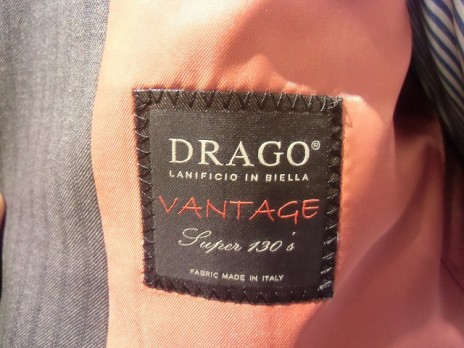 DRAGO®
LANIFICIO IN BIELLA
VANTAGE
Super 130's
FABRIC MADE IN ITALY